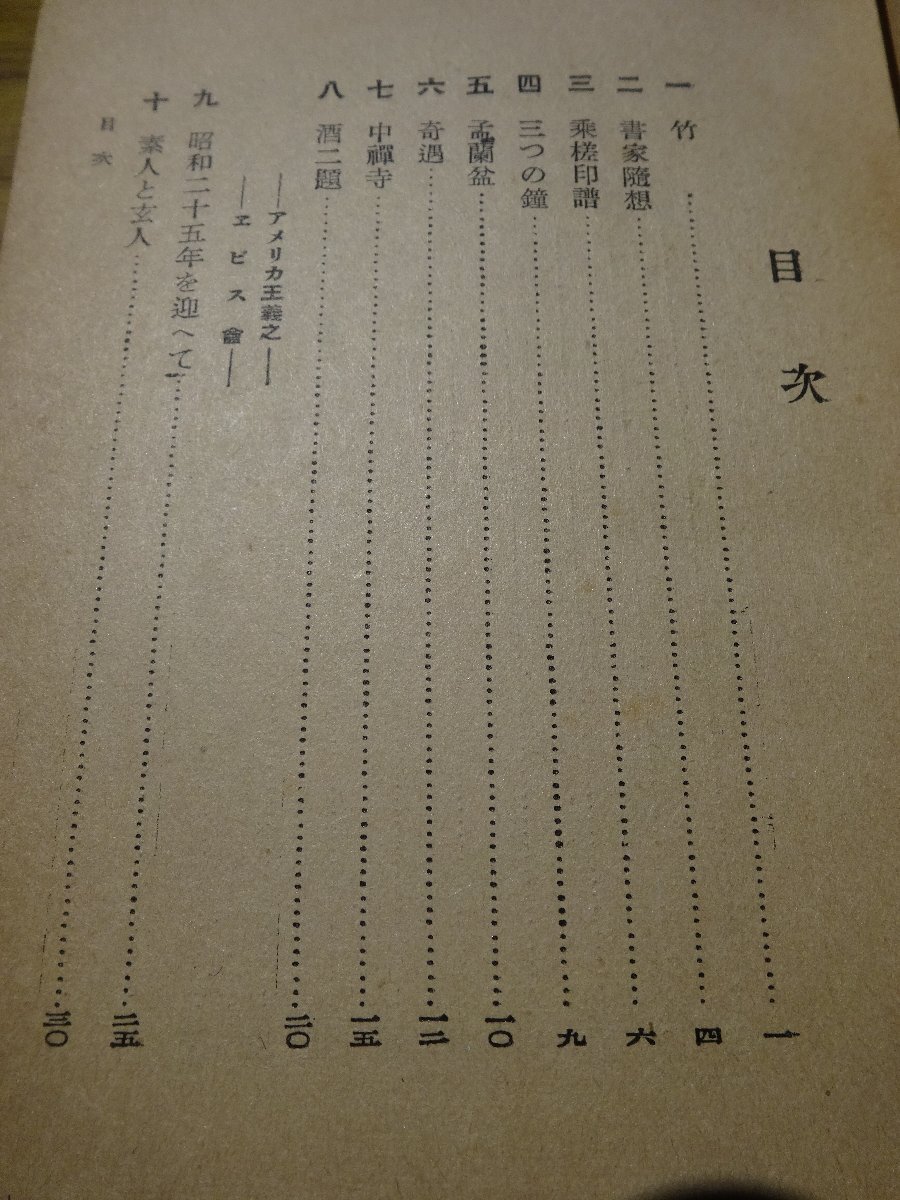 目次
一 竹……一
二 書家隨想……四
三 乘槎印譜……六
四 三つの鐘……九
五 盂蘭盆……一〇
六 奇遇……一二
七 中禪寺……一五
八 酒二題……二〇
——アメリカ王羲之——
——ヱビス會——
九 昭和二十五年を迎へて……二五
十 素人と玄人……三〇
目次